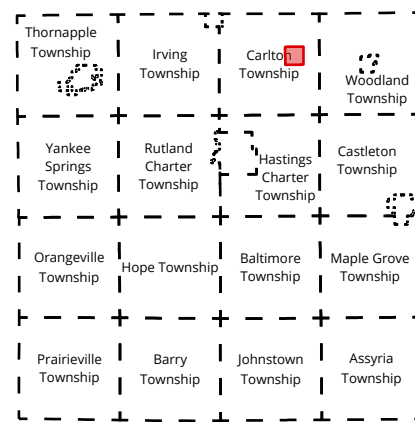 Thornapple
Township
Irving
Township
Carlton
Township
Woodland
Township
Yankee
Springs
Township
Rutland
Charter
Township
Hastings
Charter
Township
Castleton
Township
Orangeville
Township
Hope Township
Baltimore
Township
Maple Grove
Township
Prairieville
Township
Barry
Township
Johnstown
Township
Assyria
Township